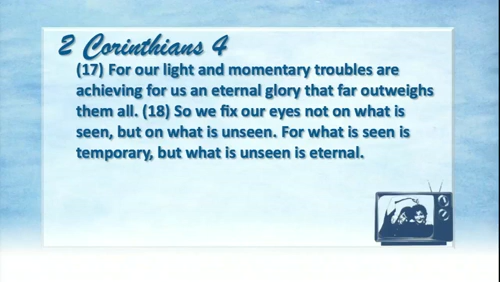 2 Corinthians 4
(17) For our light and momentary troubles are
achieving for us an eternal glory that far outweighs
them all. (18) So we fix our eyes not on what is
seen, but on what is unseen. For what is seen is
temporary, but what is unseen is eternal.